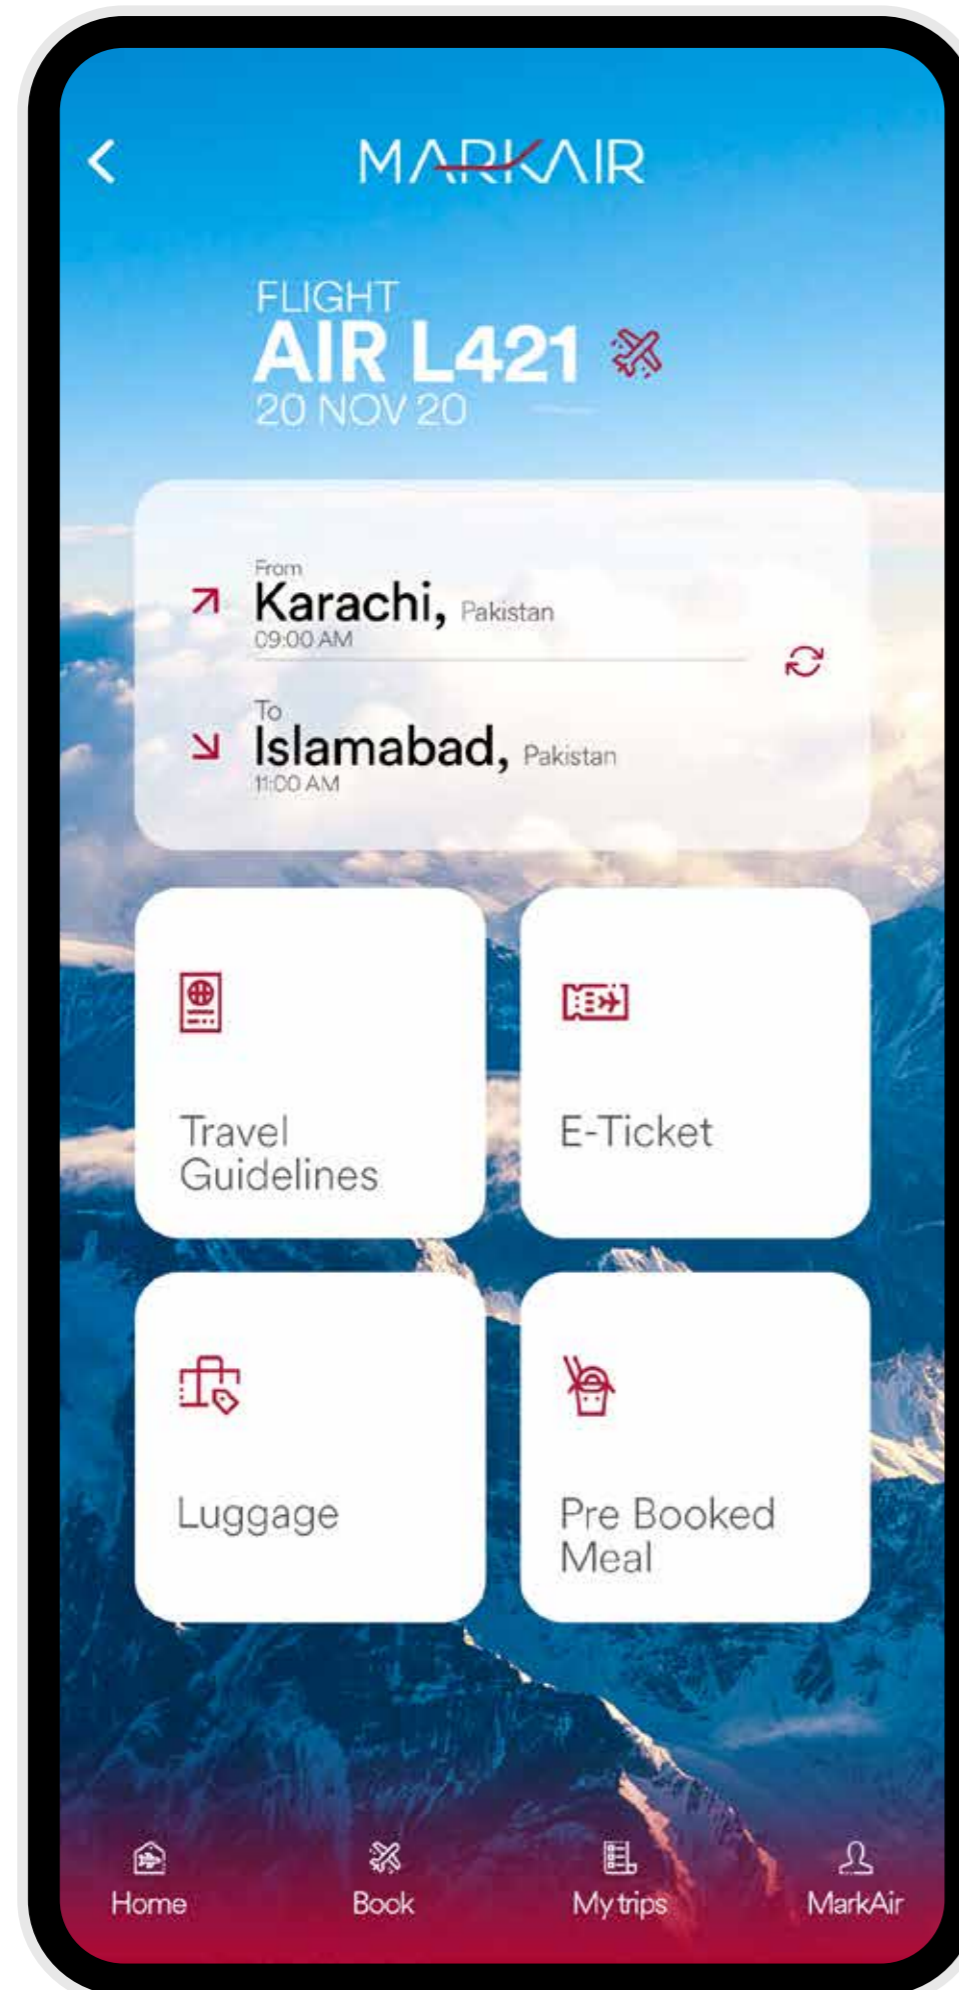 MARKAIR
FLIGHT
AIR L421
20 NOV 20
From
Karachi, Pakistan
09:00 AM
To
Islamabad, Pakistan
11:00 AM
Travel
Guidelines
E-Ticket
Luggage
Pre Booked
Meal
Home
Book
My trips
MarkAir